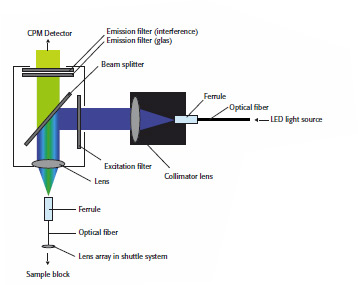 CPM Detector
Emission filter (interference)
Emission filter (glas)
Beam splitter
Ferrule
Optical fiber
LED light source
Collimator lens
Excitation filter
Lens
Ferrule
Optical fiber
Lens array in shuttle system
Sample block